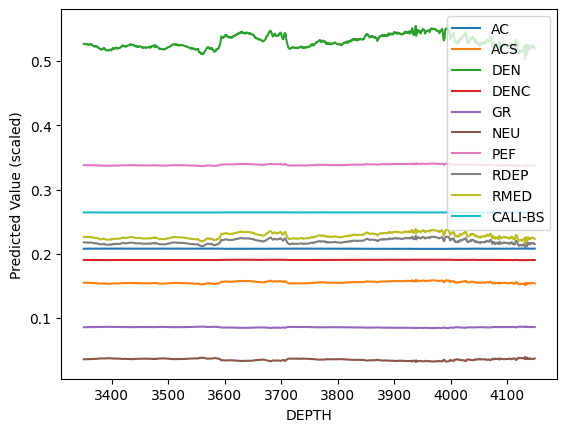 Predicted Value (scaled)
0.5
0.4
0.3
0.2
0.1
3400 3500 3600 3700 3800 3900 4000 4100
DEPTH
AC
ACS
DEN
DENC
GR
NEU
PEF
RDEP
RMED
CALI-BS